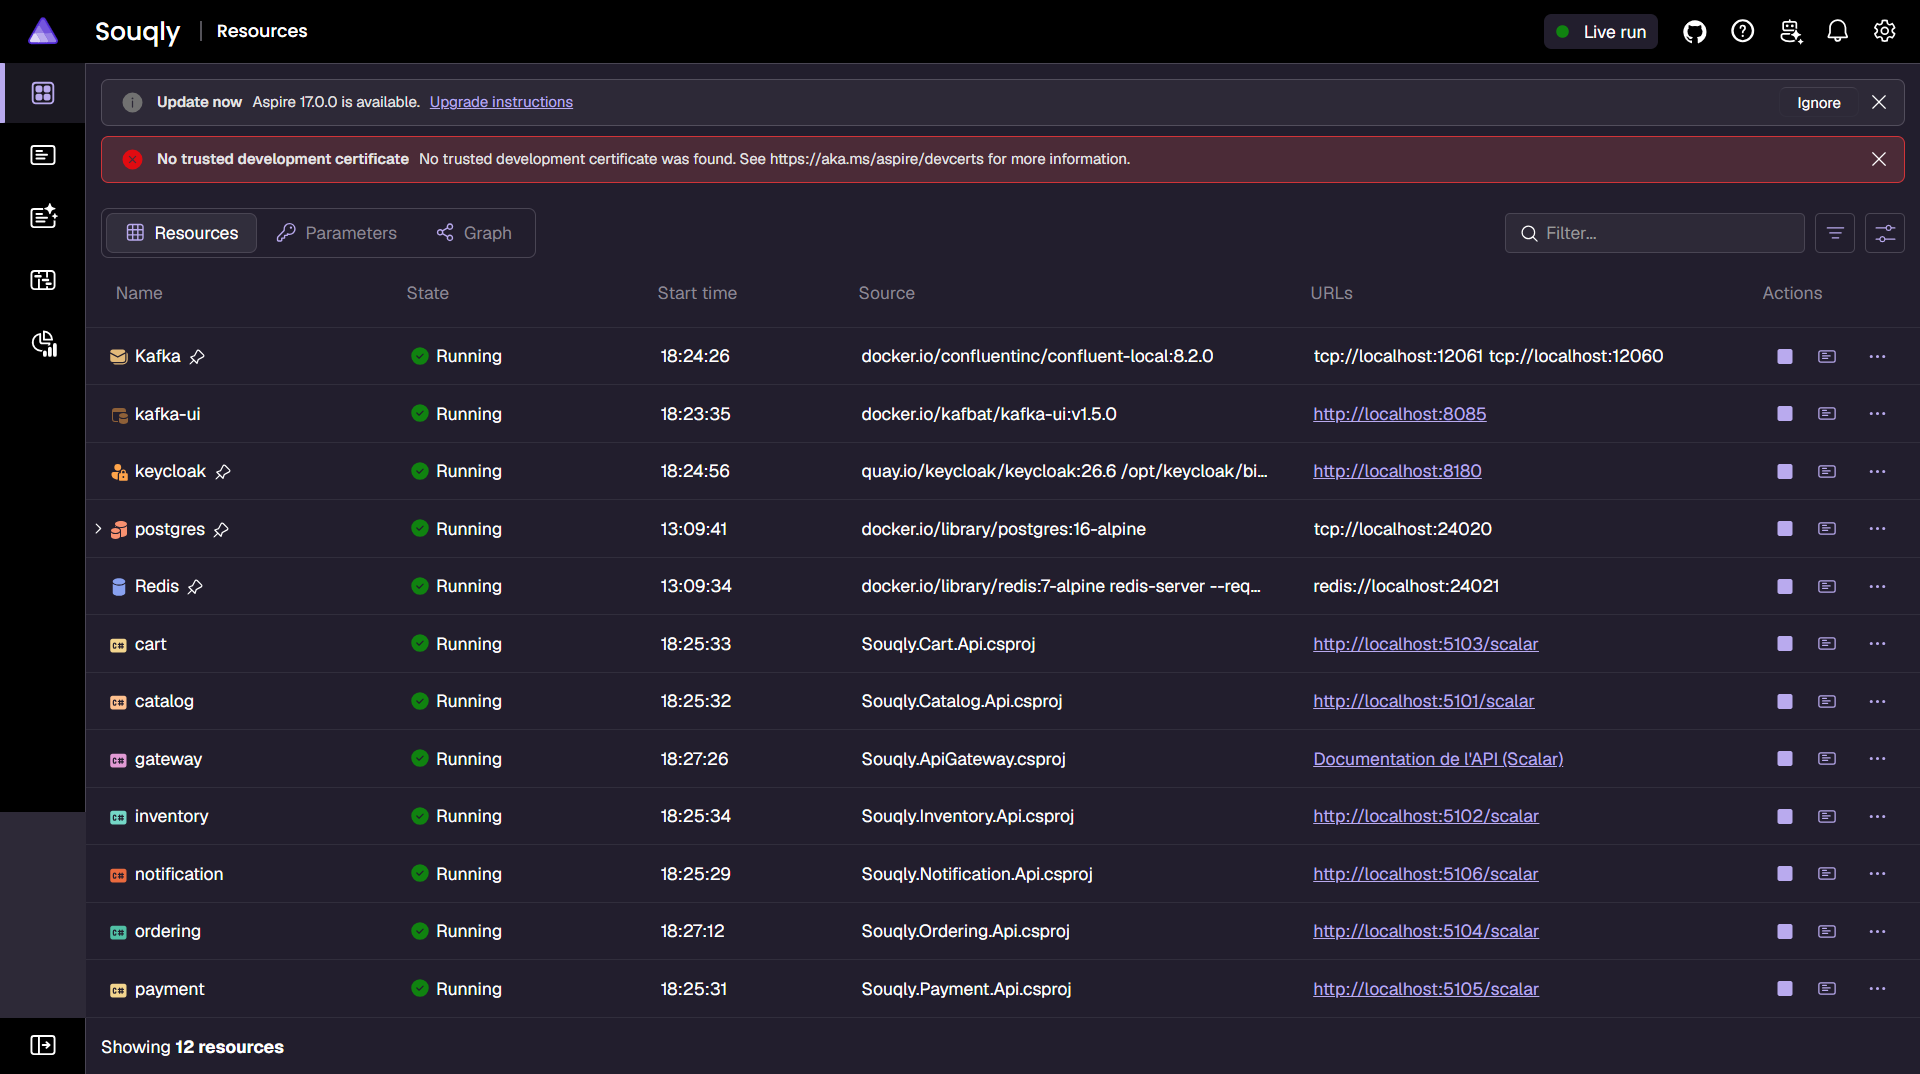 Souqly | Resources
Live run
Update now Aspire 17.0.0 is available. Upgrade instructions
Ignore
No trusted development certificate No trusted development certificate was found. See https://aka.ms/aspire/devcerts for more information.
Resources Parameters Graph
Filter...
Name State Start time Source URLs Actions
Kafka Running 18:24:26 docker.io/confluentinc/confluent-local:8.2.0 tcp://localhost:12061 tcp://localhost:12060
kafka-ui Running 18:23:35 docker.io/kafbat/kafka-ui:v1.5.0 http://localhost:8085
keycloak Running 18:24:56 quay.io/keycloak/keycloak:26.6 /opt/keycloak/bi... http://localhost:8180
postgres Running 13:09:41 docker.io/library/postgres:16-alpine tcp://localhost:24020
Redis Running 13:09:34 docker.io/library/redis:7-alpine redis-server --req... redis://localhost:24021
C# cart Running 18:25:33 Souqly.Cart.Api.csproj http://localhost:5103/scalar
C# catalog Running 18:25:32 Souqly.Catalog.Api.csproj http://localhost:5101/scalar
C# gateway Running 18:27:26 Souqly.ApiGateway.csproj Documentation de l'API (Scalar)
C# inventory Running 18:25:34 Souqly.Inventory.Api.csproj http://localhost:5102/scalar
C# notification Running 18:25:29 Souqly.Notification.Api.csproj http://localhost:5106/scalar
C# ordering Running 18:27:12 Souqly.Ordering.Api.csproj http://localhost:5104/scalar
C# payment Running 18:25:31 Souqly.Payment.Api.csproj http://localhost:5105/scalar
Showing 12 resources